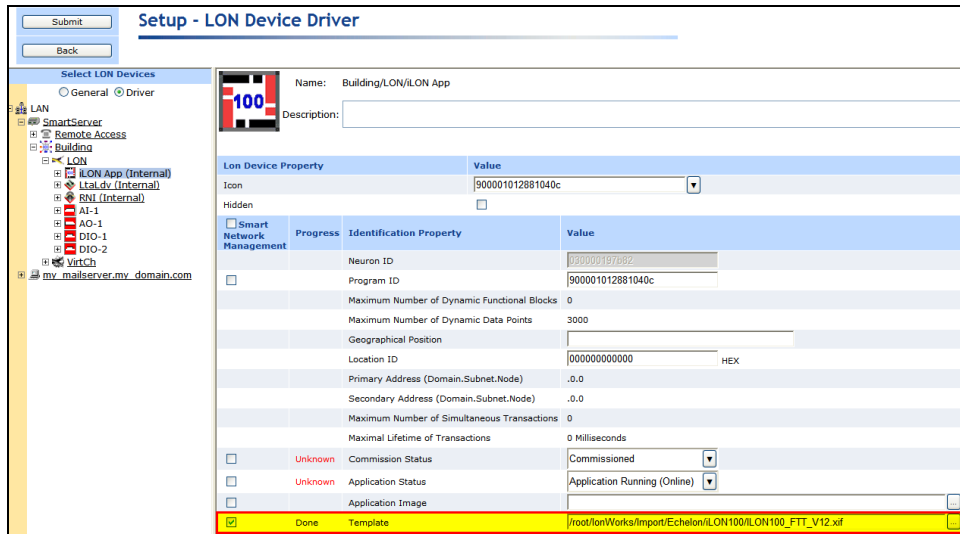 Submit
Back
Setup - LON Device Driver
Select LON Devices
General Driver
LAN
SmartServer
Remote Access
Building
LON
iLON App (Internal)
LtaLdv (Internal)
RNI (Internal)
AI-1
AO-1
DIO-1
DIO-2
VirtCh
my_mailserver.my_domain.com
100
Name: Building/LON/iLON App
Description:
Lon Device Property Value
Icon 900001012881040c
Hidden
Smart Network Management Progress Identification Property Value
Neuron ID 030000197b82
Program ID 900001012881040c
Maximum Number of Dynamic Functional Blocks 0
Maximum Number of Dynamic Data Points 3000
Geographical Position
Location ID 000000000000 HEX
Primary Address (Domain.Subnet.Node) .0.0
Secondary Address (Domain.Subnet.Node) .0.0
Maximum Number of Simultaneous Transactions 0
Maximal Lifetime of Transactions 0 Milliseconds
Unknown Commission Status Commissioned
Unknown Application Status Application Running (Online)
Application Image ...
Done Template /root/lonWorks/Import/Echelon/iLON100/ILON100_FTT_V12.xif ...